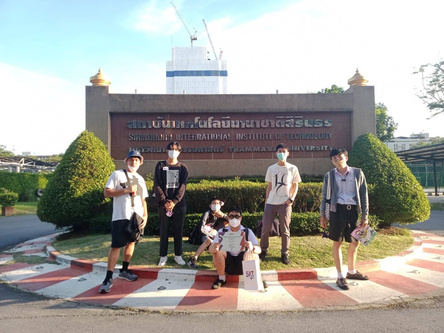 สถาบันเทคโนโลยีนานาชาติสิรินธร
SIRINDHORN INTERNATIONAL INSTITUTE OF TECHNOLOGY
THAMMASAT UNIVERSITY